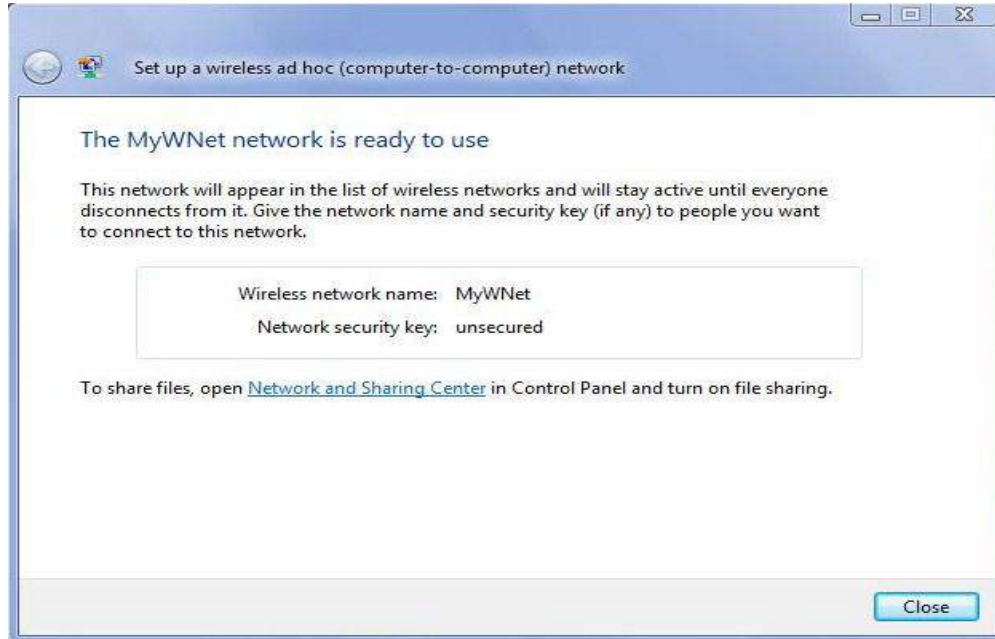 Set up a wireless ad hoc (computer-to-computer) network
The MyWNet network is ready to use
This network will appear in the list of wireless networks and will stay active until everyone
disconnects from it. Give the network name and security key (if any) to people you want
to connect to this network.
Wireless network name: MyWNet
Network security key: unsecured
To share files, open Network and Sharing Center in Control Panel and turn on file sharing.
Close